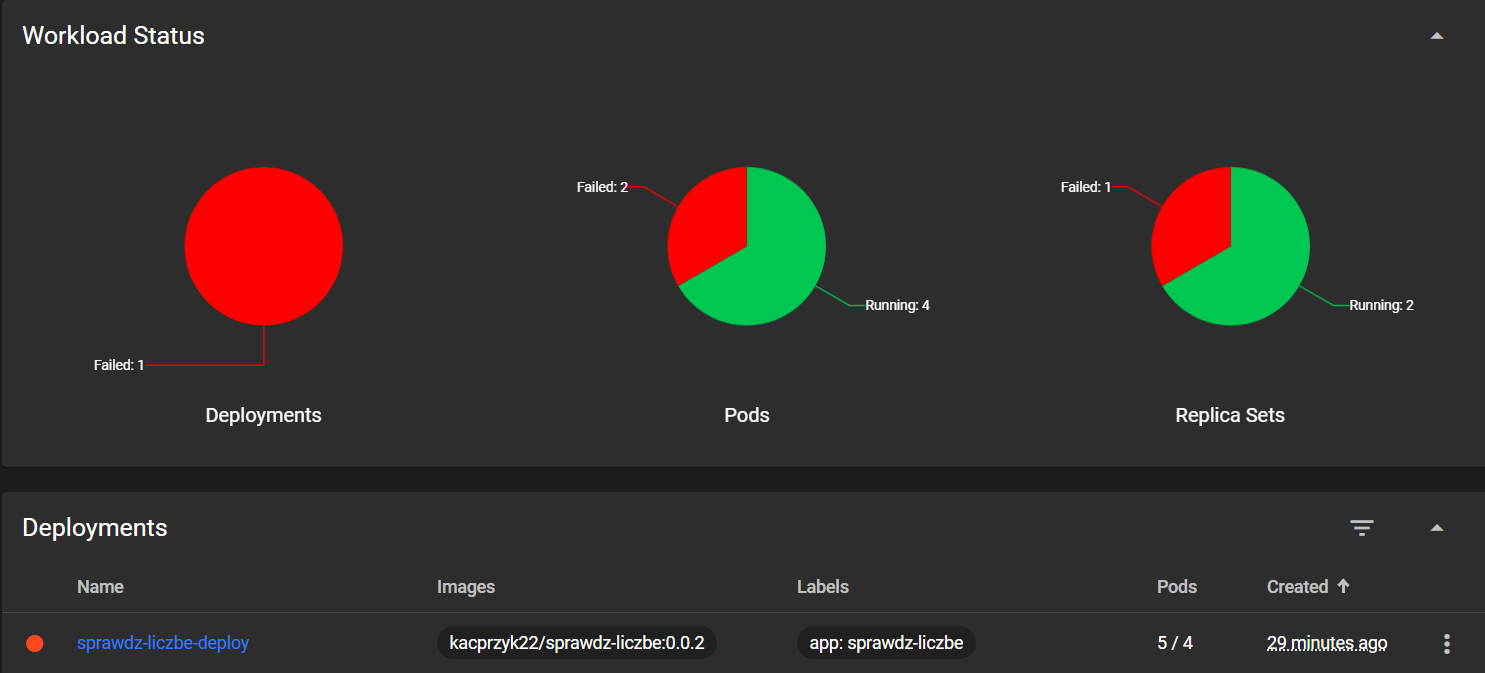 Workload Status
Failed: 1
Deployments
Failed: 2
Running: 4
Pods
Failed: 1
Running: 2
Replica Sets
Deployments
Name Images Labels Pods Created
sprawdz-liczbe-deploy kacprzyk22/sprawdz-liczbe:0.0.2 app: sprawdz-liczbe 5 / 4 29 minutes ago